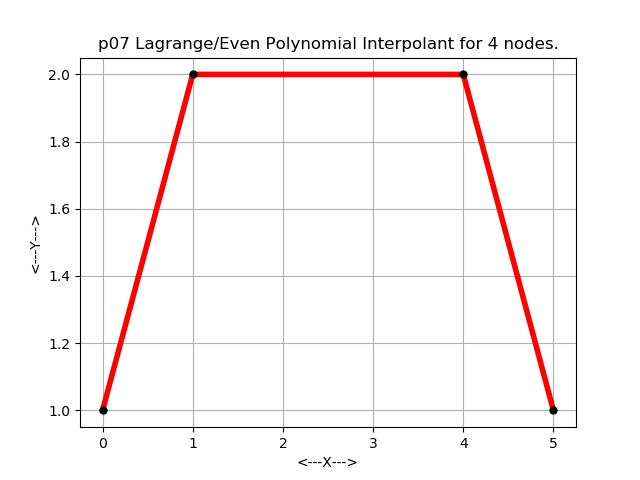 p07 Lagrange/Even Polynomial Interpolant for 4 nodes.
2.0
1.8
1.6
1.4
1.2
1.0
<---Y--->
0 1 2 3 4 5
<---X--->